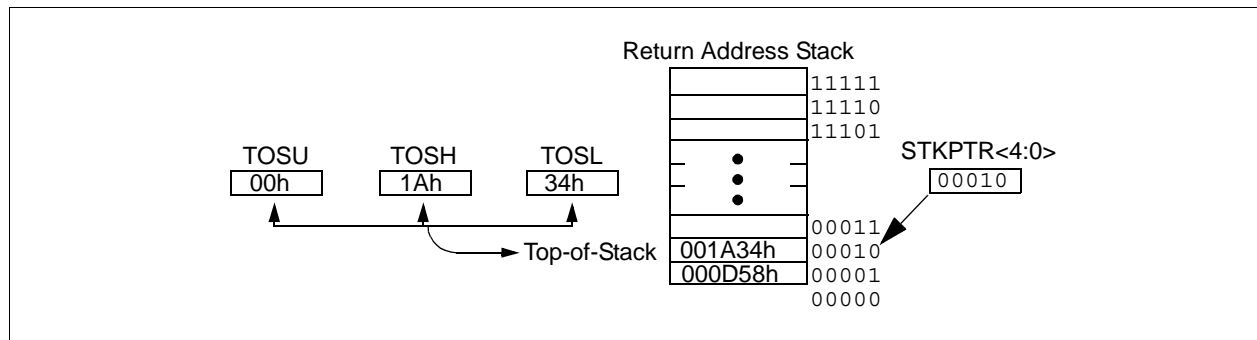 Return Address Stack
11111
11110
11101
TOSU
TOSH
TOSL
00h
1Ah
34h
STKPTR<4:0>
00010
00011
Top-of-Stack
001A34h
00010
000D58h
00001
00000